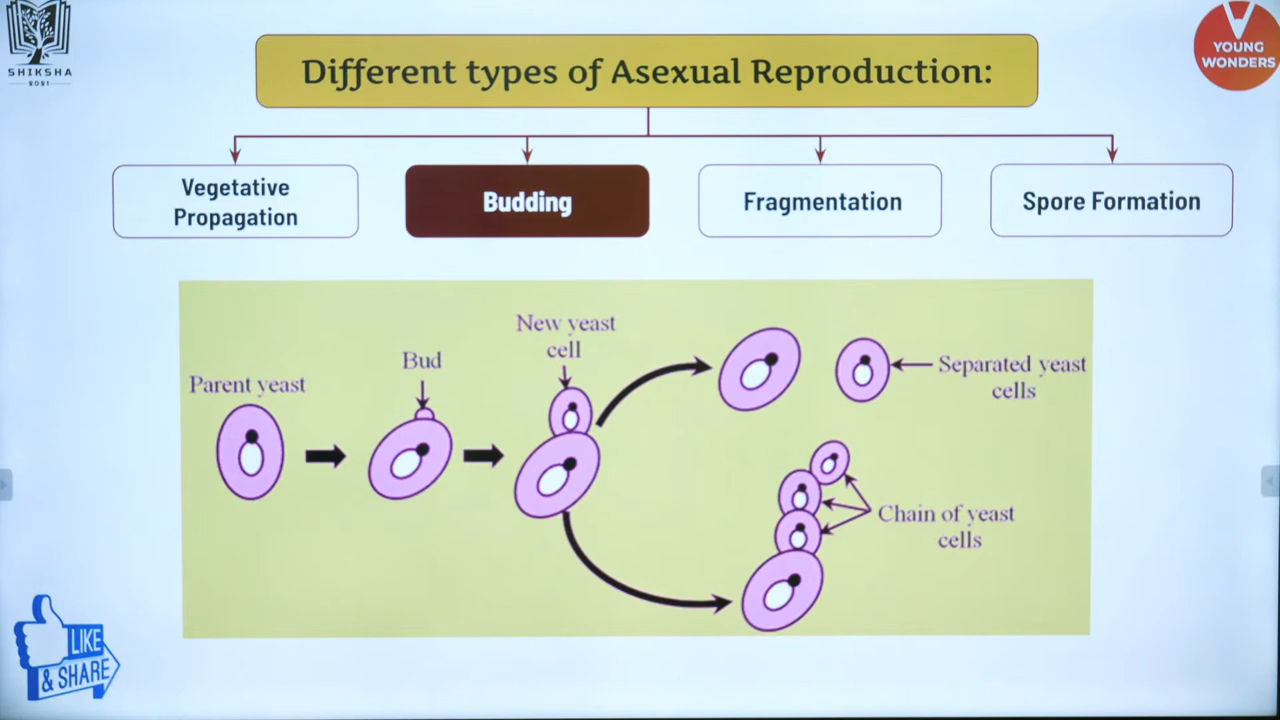 SHIKSHA
2021
YOUNG
WONDERS
Different types of Asexual Reproduction:
Vegetative
Propagation
Budding
Fragmentation
Spore Formation
Parent yeast
Bud
New yeast
cell
Separated yeast
cells
Chain of yeast
cells
LIKE
& SHARE